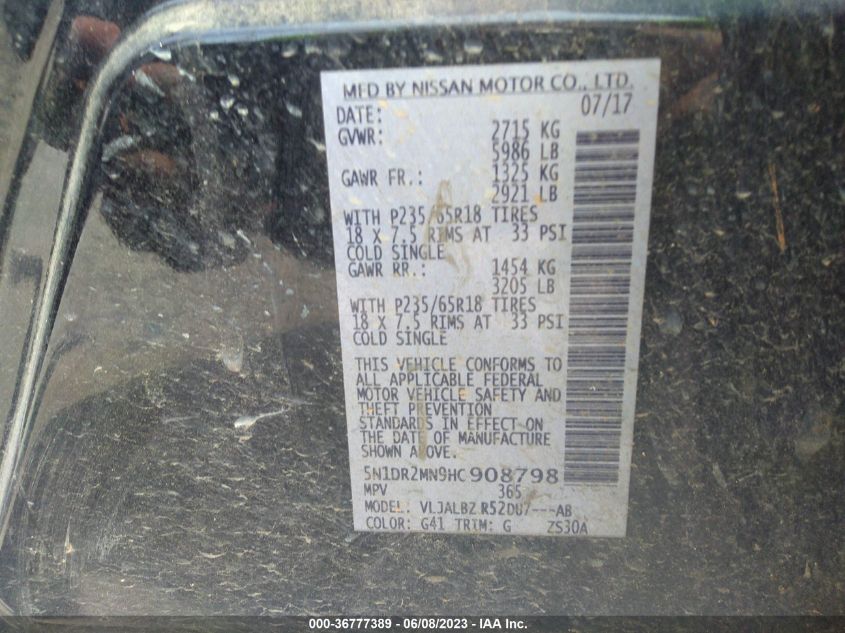 MFD BY NISSAN MOTOR CO., LTD.
DATE: 07/17
GVWR: 2715 KG
5986 LB
GAWR FR.: 1325 KG
2921 LB
WITH P235/65R18 TIRES
18 X 7.5 RIMS AT 33 PSI
COLD SINGLE
GAWR RR.: 1454 KG
3205 LB
WITH P235/65R18 TIRES
18 X 7.5 RIMS AT 33 PSI
COLD SINGLE
THIS VEHICLE CONFORMS TO
ALL APPLICABLE FEDERAL
MOTOR VEHICLE SAFETY AND
THEFT PREVENTION
STANDARDS IN EFFECT ON
THE DATE OF MANUFACTURE
SHOWN ABOVE.
5N1DR2MN9HC908798
MPV 365
MODEL: VLJALBZ R52DU7---AB
COLOR: G41 TRIM: G ZS30A
000-36777389 - 06/08/2023 - IAA Inc.